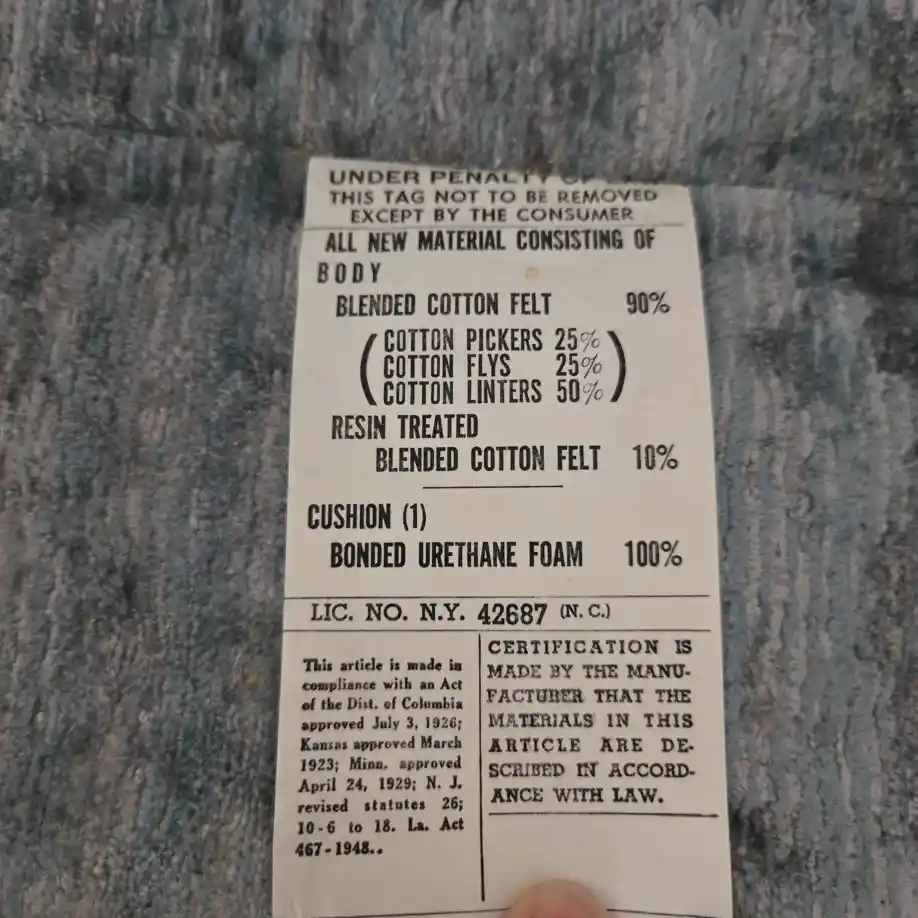 UNDER PENALTY OF
THIS TAG NOT TO BE REMOVED
EXCEPT BY THE CONSUMER
ALL NEW MATERIAL CONSISTING OF
BODY
BLENDED COTTON FELT 90%
(COTTON PICKERS 25%
COTTON FLYS 25%
COTTON LINTERS 50%)
RESIN TREATED
BLENDED COTTON FELT 10%
CUSHION (1)
BONDED URETHANE FOAM 100%
LIC. NO. N.Y. 42687 (N. C.)
This article is made in
compliance with an Act
of the Dist. of Columbia
approved July 3, 1926;
Kansas approved March
1923; Minn. approved
April 24, 1929; N. J.
revised statutes 26;
10-6 to 18. La. Act
467-1948..
CERTIFICATION IS
MADE BY THE MANU-
FACTURER THAT THE
MATERIALS IN THIS
ARTICLE ARE DE-
SCRIBED IN ACCORD-
ANCE WITH LAW.